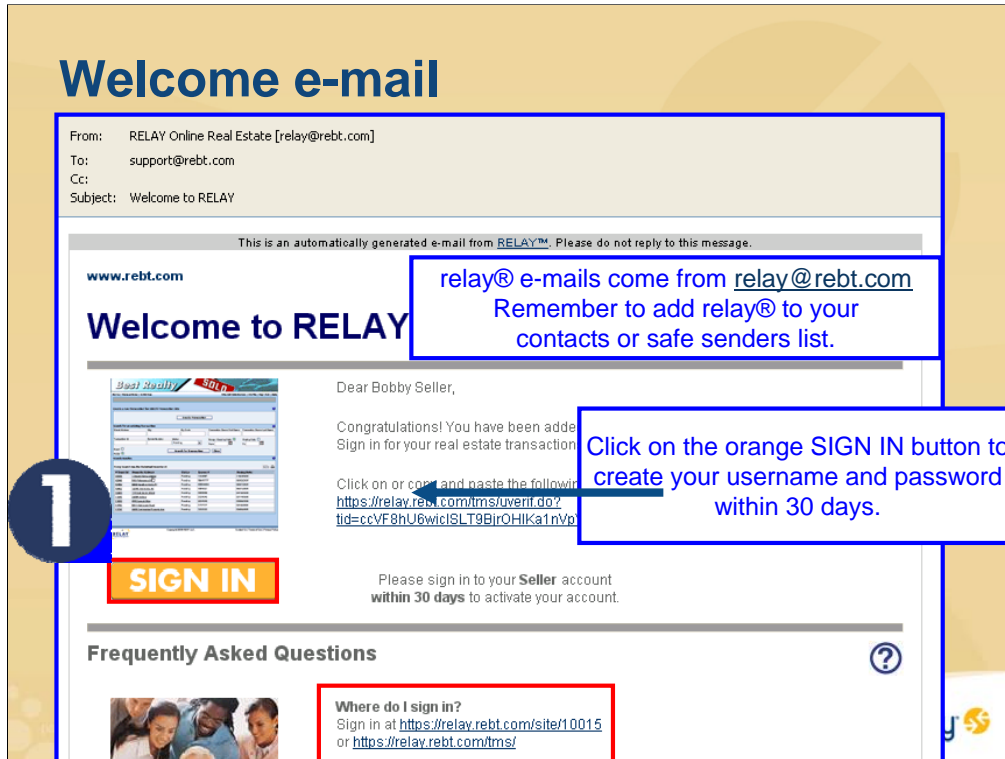 Welcome e-mail
From: RELAY Online Real Estate [relay@rebt.com]
To: support@rebt.com
Cc:
Subject: Welcome to RELAY
This is an automatically generated e-mail from RELAY™. Please do not reply to this message.
www.rebt.com
relay® e-mails come from relay@rebt.com
Remember to add relay® to your
contacts or safe senders list.
Welcome to RELAY
Best Realty
SOLD
Dear Bobby Seller,
Congratulations! You have been adde
Sign in for your real estate transaction
Click on the orange SIGN IN button to
create your username and password
within 30 days.
Click on or copy and paste the followin
https://relay.rebt.com/tms/uverif.do?
1
SIGN IN
Please sign in to your Seller account
within 30 days to activate your account.
Frequently Asked Questions
?
Where do I sign in?
Sign in at https://relay.rebt.com/site/10015
or https://relay.rebt.com/tms/